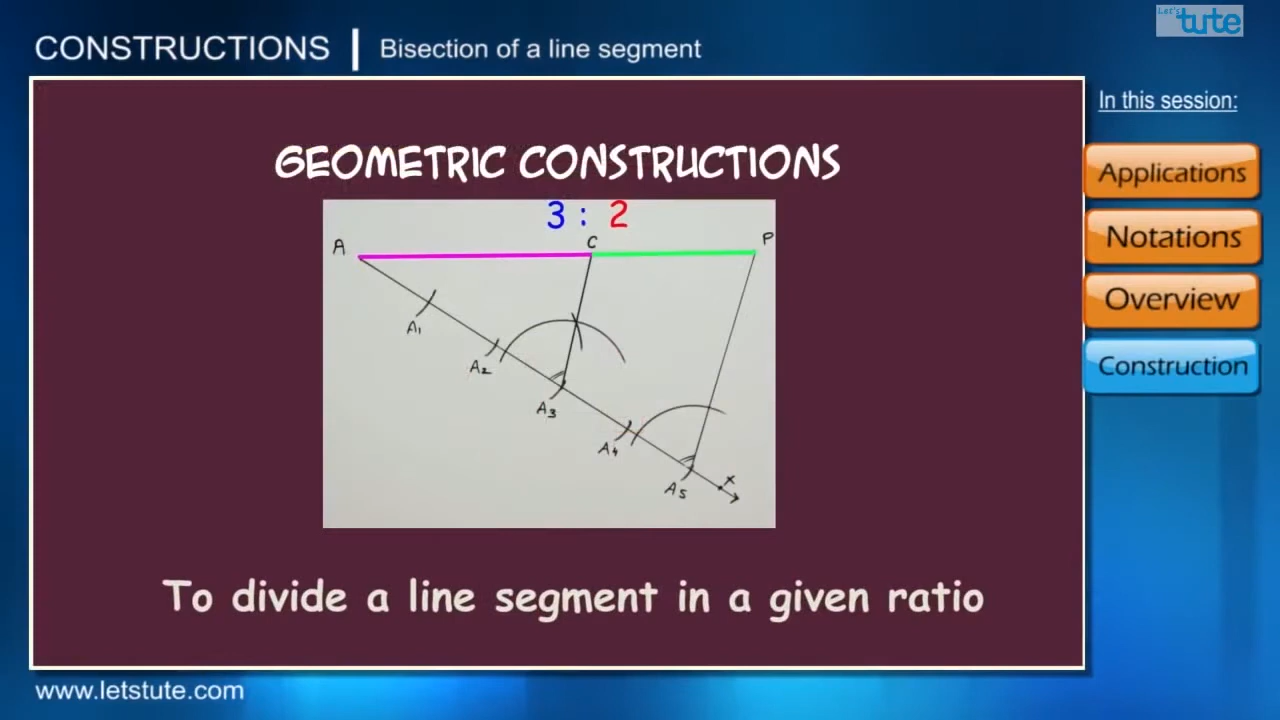 Let's
tute
CONSTRUCTIONS | Bisection of a line segment
In this session:
Applications
Notations
Overview
Construction
GEOMETRIC CONSTRUCTIONS
3 : 2
A C P
A1
A2
A3
A4
A5 x
To divide a line segment in a given ratio
www.letstute.com